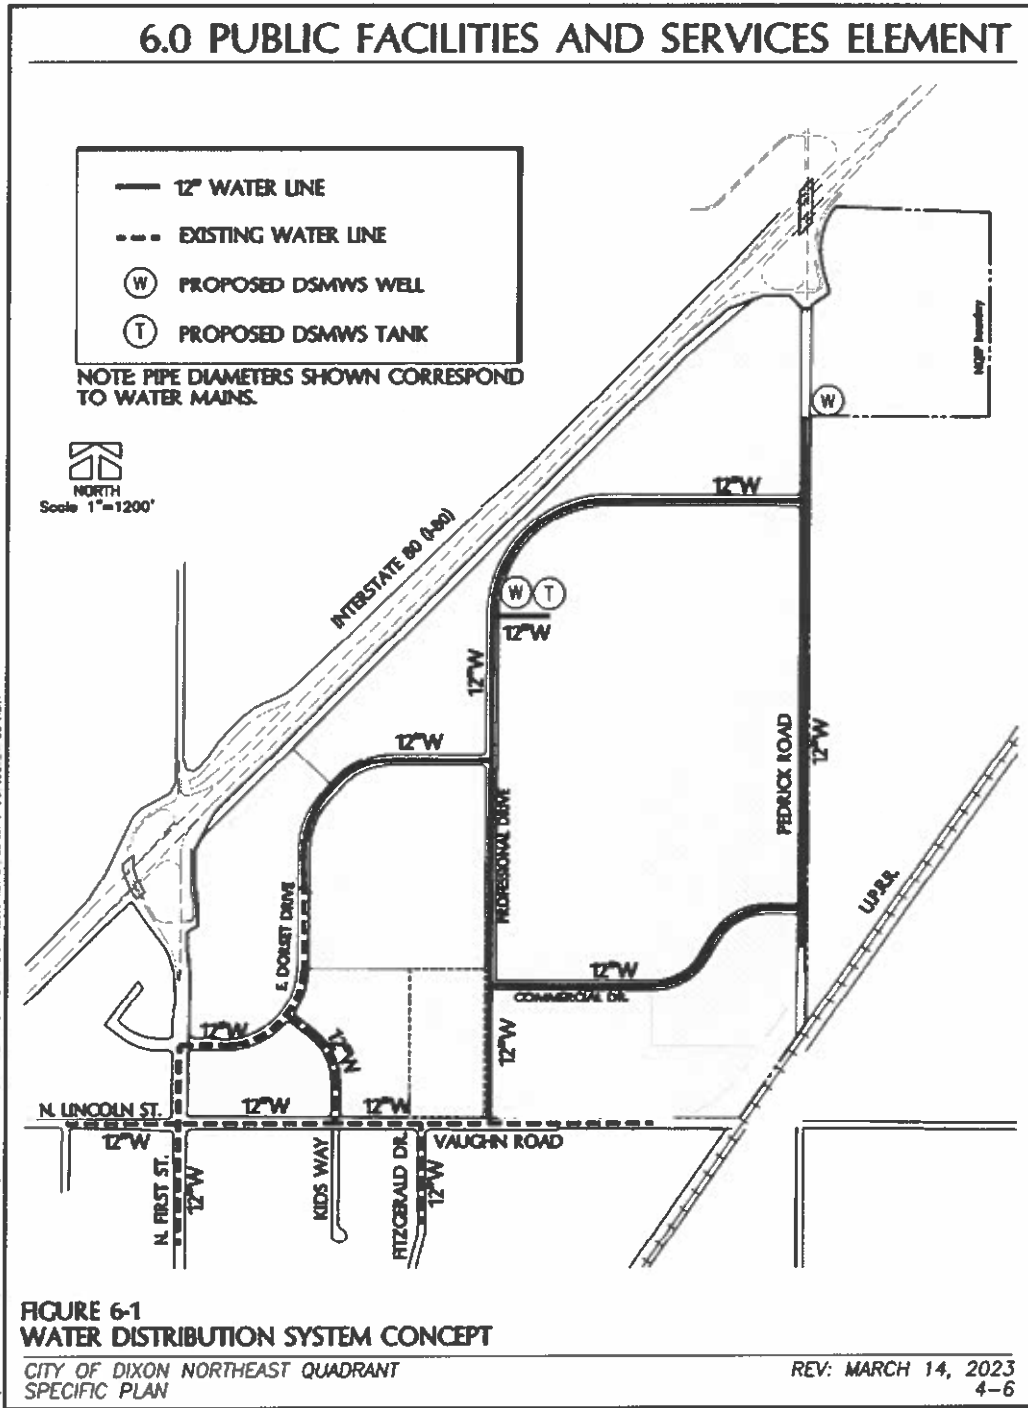 6.0 PUBLIC FACILITIES AND SERVICES ELEMENT
12" WATER LINE
EXISTING WATER LINE
W PROPOSED DSMWS WELL
T PROPOSED DSMWS TANK
NOTE: PIPE DIAMETERS SHOWN CORRESPOND
TO WATER MAINS.
NORTH
Scale 1"=1200'
NQSP Boundary
W
12"W
INTERSTATE 80 (I-80)
W T
12"W
12"W
12"W
PEDRICK ROAD
12"W
PROFESSIONAL DRIVE
U.P.R.R.
E. DORSET DRIVE
12"W
COMMERCIAL DR.
12"W
12"W
12"W
N. LINCOLN ST.
12"W
12"W
12"W
VAUGHN ROAD
N. FIRST ST.
12"W
KIDS WAY
FITZGERALD DR.
12"W
FIGURE 6-1
WATER DISTRIBUTION SYSTEM CONCEPT
CITY OF DIXON NORTHEAST QUADRANT
SPECIFIC PLAN
REV: MARCH 14, 2023
4-6